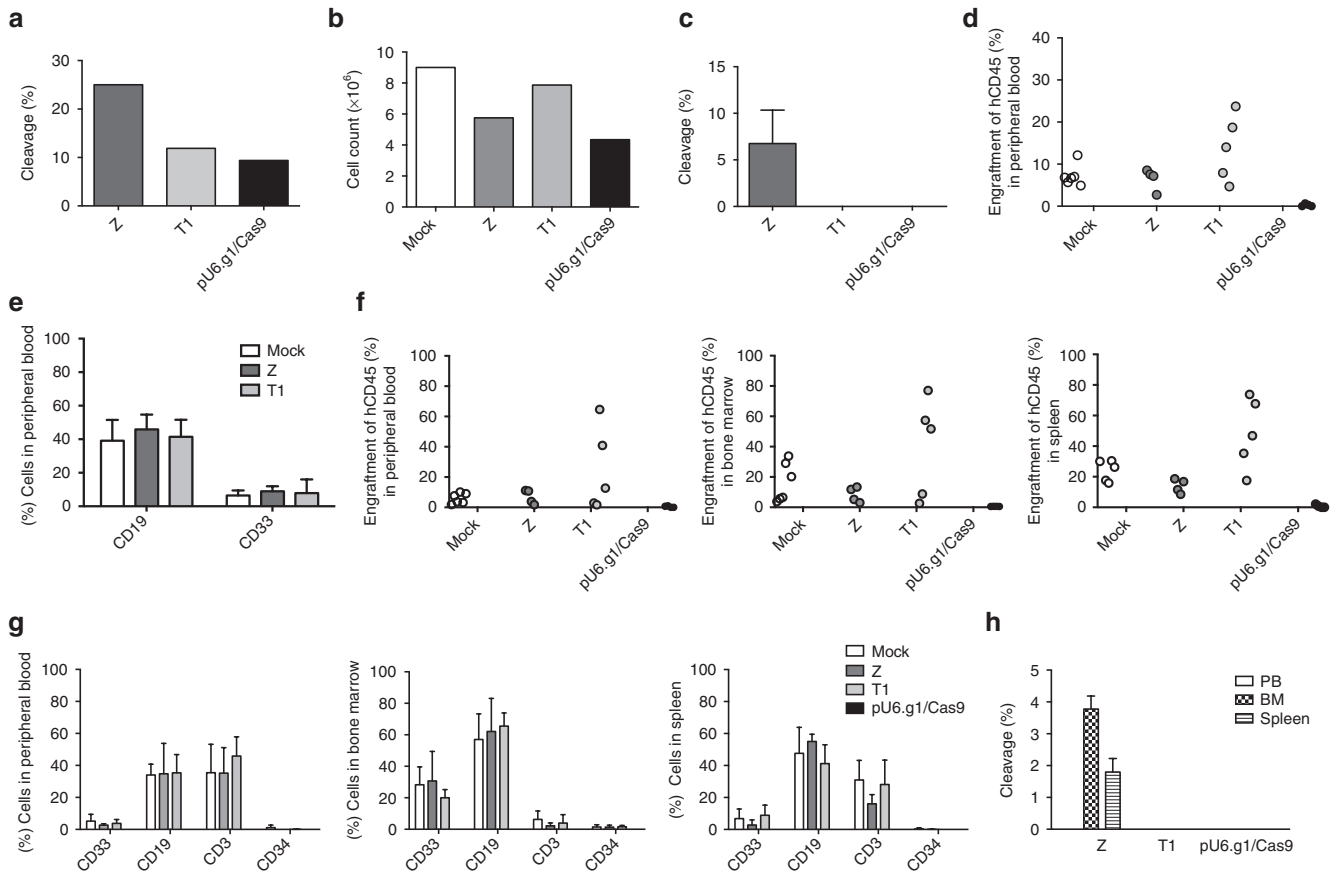 a
Cleavage (%)
30
20
10
0
Z
T1
pU6.g1/Cas9
b
Cell count (×10⁶)
10
8
6
4
2
0
Mock
Z
T1
pU6.g1/Cas9
c
Cleavage (%)
15
10
5
0
Z
T1
pU6.g1/Cas9
d
Engraftment of hCD45 (%)
in peripheral blood
40
30
20
10
0
Mock
Z
T1
pU6.g1/Cas9
e
(%) Cells in peripheral blood
100
80
60
40
20
0
Mock
Z
T1
CD19
CD33
f
Engraftment of hCD45 (%)
in peripheral blood
100
80
60
40
20
0
Mock
Z
T1
pU6.g1/Cas9
Engraftment of hCD45 (%)
in bone marrow
100
80
60
40
20
0
Mock
Z
T1
pU6.g1/Cas9
Engraftment of hCD45 (%)
in spleen
100
80
60
40
20
0
Mock
Z
T1
pU6.g1/Cas9
g
(%) Cells in peripheral blood
100
80
60
40
20
0
CD33
CD19
CD3
CD34
(%) Cells in bone marrow
100
80
60
40
20
0
CD33
CD19
CD3
CD34
(%) Cells in spleen
100
80
60
40
20
0
Mock
Z
T1
pU6.g1/Cas9
CD33
CD19
CD3
CD34
h
Cleavage (%)
5
4
3
2
1
0
PB
BM
Spleen
Z
T1
pU6.g1/Cas9